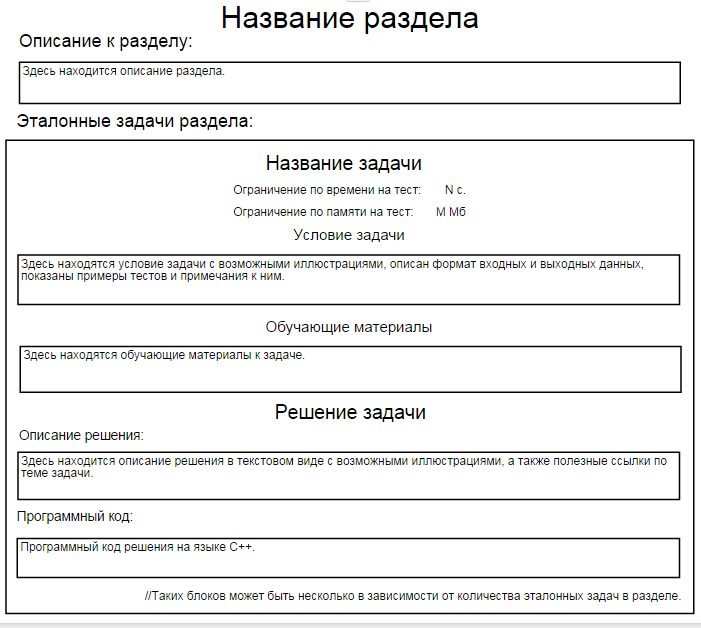 Название раздела
Описание к разделу:
Здесь находится описание раздела.
Эталонные задачи раздела:
Название задачи
Ограничение по времени на тест: N с.
Ограничение по памяти на тест: М Мб
Условие задачи
Здесь находятся условие задачи с возможными иллюстрациями, описан формат входных и выходных данных,
показаны примеры тестов и примечания к ним.
Обучающие материалы
Здесь находятся обучающие материалы к задаче.
Решение задачи
Описание решения:
Здесь находится описание решения в текстовом виде с возможными иллюстрациями, а также полезные ссылки по
теме задачи.
Программный код:
Программный код решения на языке С++.
//Таких блоков может быть несколько в зависимости от количества эталонных задач в разделе.